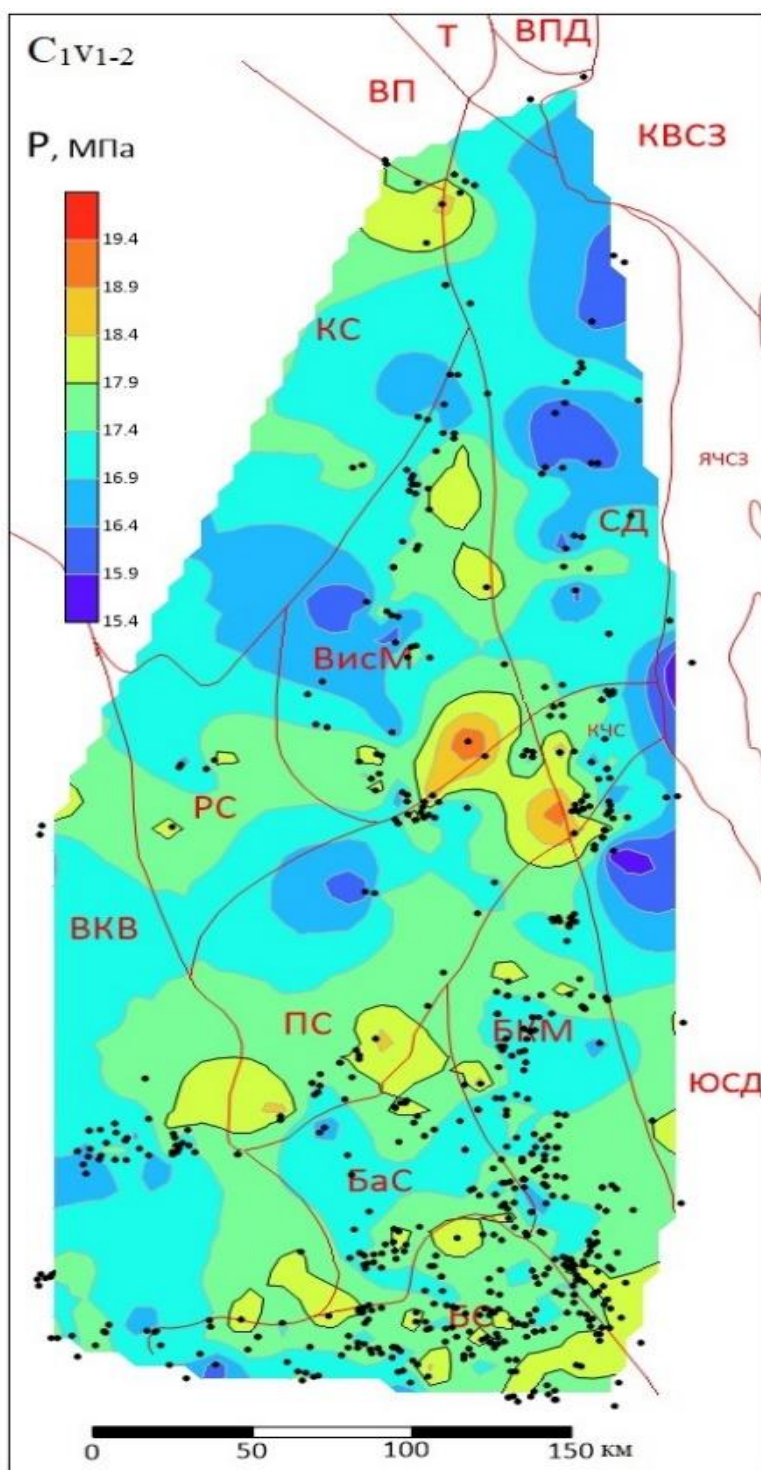 C₁v₁₋₂
Т
ВПД
ВП
КВСЗ
P, МПа
19.4
18.9
18.4
17.9
17.4
16.9
16.4
15.9
15.4
КС
ЯЧСЗ
СД
ВисМ
КЧС
РС
ВКВ
ПС
БКМ
ЮСД
БаС
БС
0 50 100 150 км